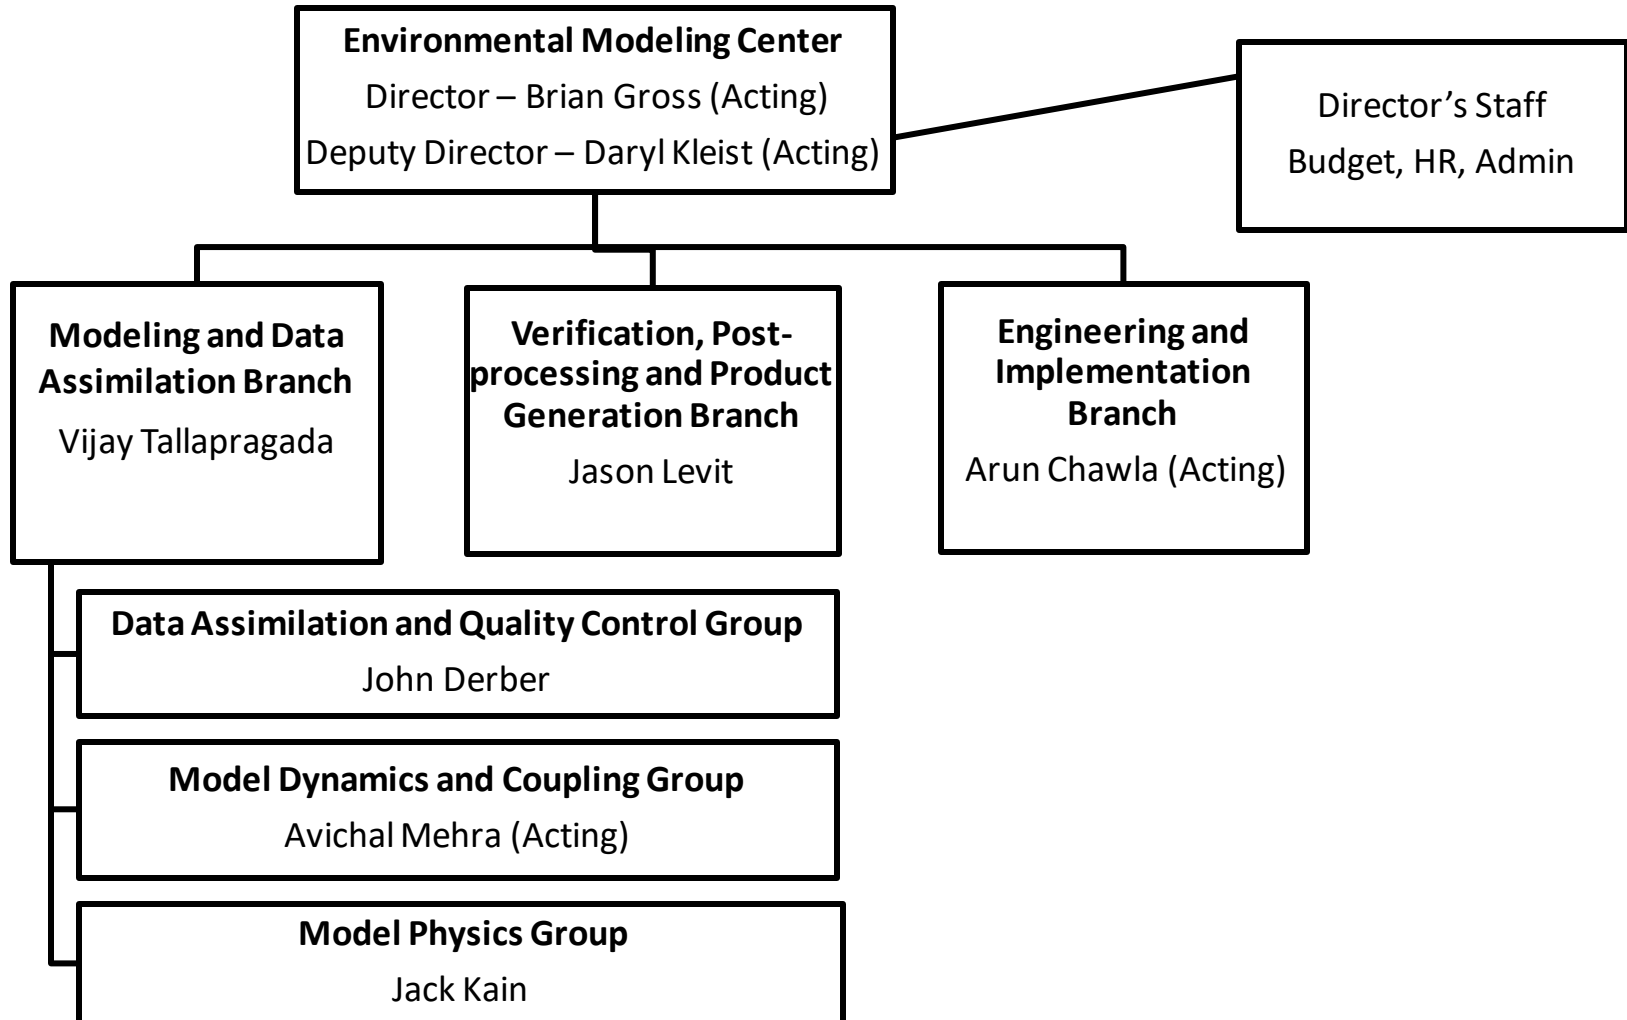 Environmental Modeling Center
Director – Brian Gross (Acting)
Deputy Director – Daryl Kleist (Acting)
Director’s Staff
Budget, HR, Admin
Modeling and Data
Assimilation Branch
Vijay Tallapragada
Verification, Post-
processing and Product
Generation Branch
Jason Levit
Engineering and
Implementation
Branch
Arun Chawla (Acting)
Data Assimilation and Quality Control Group
John Derber
Model Dynamics and Coupling Group
Avichal Mehra (Acting)
Model Physics Group
Jack Kain